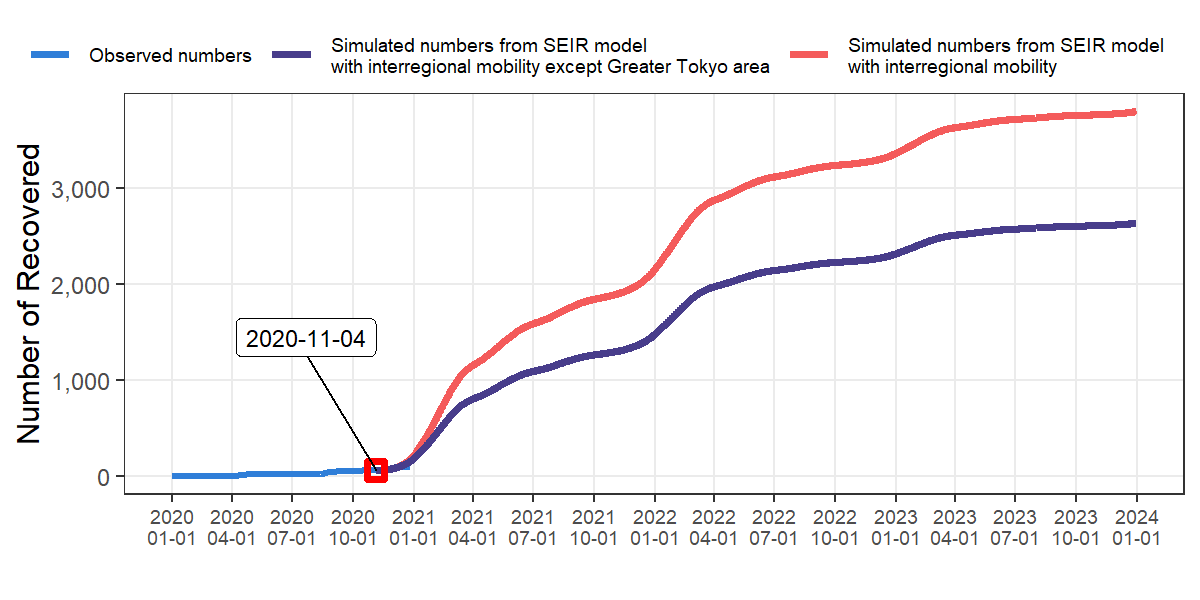 Observed numbers
Simulated numbers from SEIR model
with interregional mobility except Greater Tokyo area
Simulated numbers from SEIR model
with interregional mobility
Number of Recovered
3,000
2,000
1,000
0
2020-11-04
2020 2020 2020 2020 2021 2021 2021 2021 2022 2022 2022 2022 2023 2023 2023 2023 2024
01-01 04-01 07-01 10-01 01-01 04-01 07-01 10-01 01-01 04-01 07-01 10-01 01-01 04-01 07-01 10-01 01-01